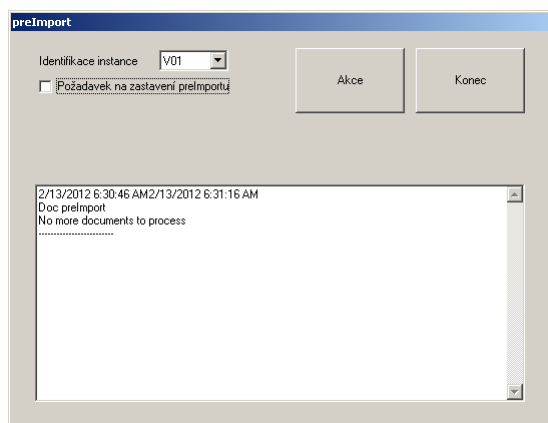 preImport
Identifikace instance V01
Požadavek na zastavení preImportu
Akce Konec
2/13/2012 6:30:46 AM2/13/2012 6:31:16 AM
Doc preImport
No more documents to process
-------------------------